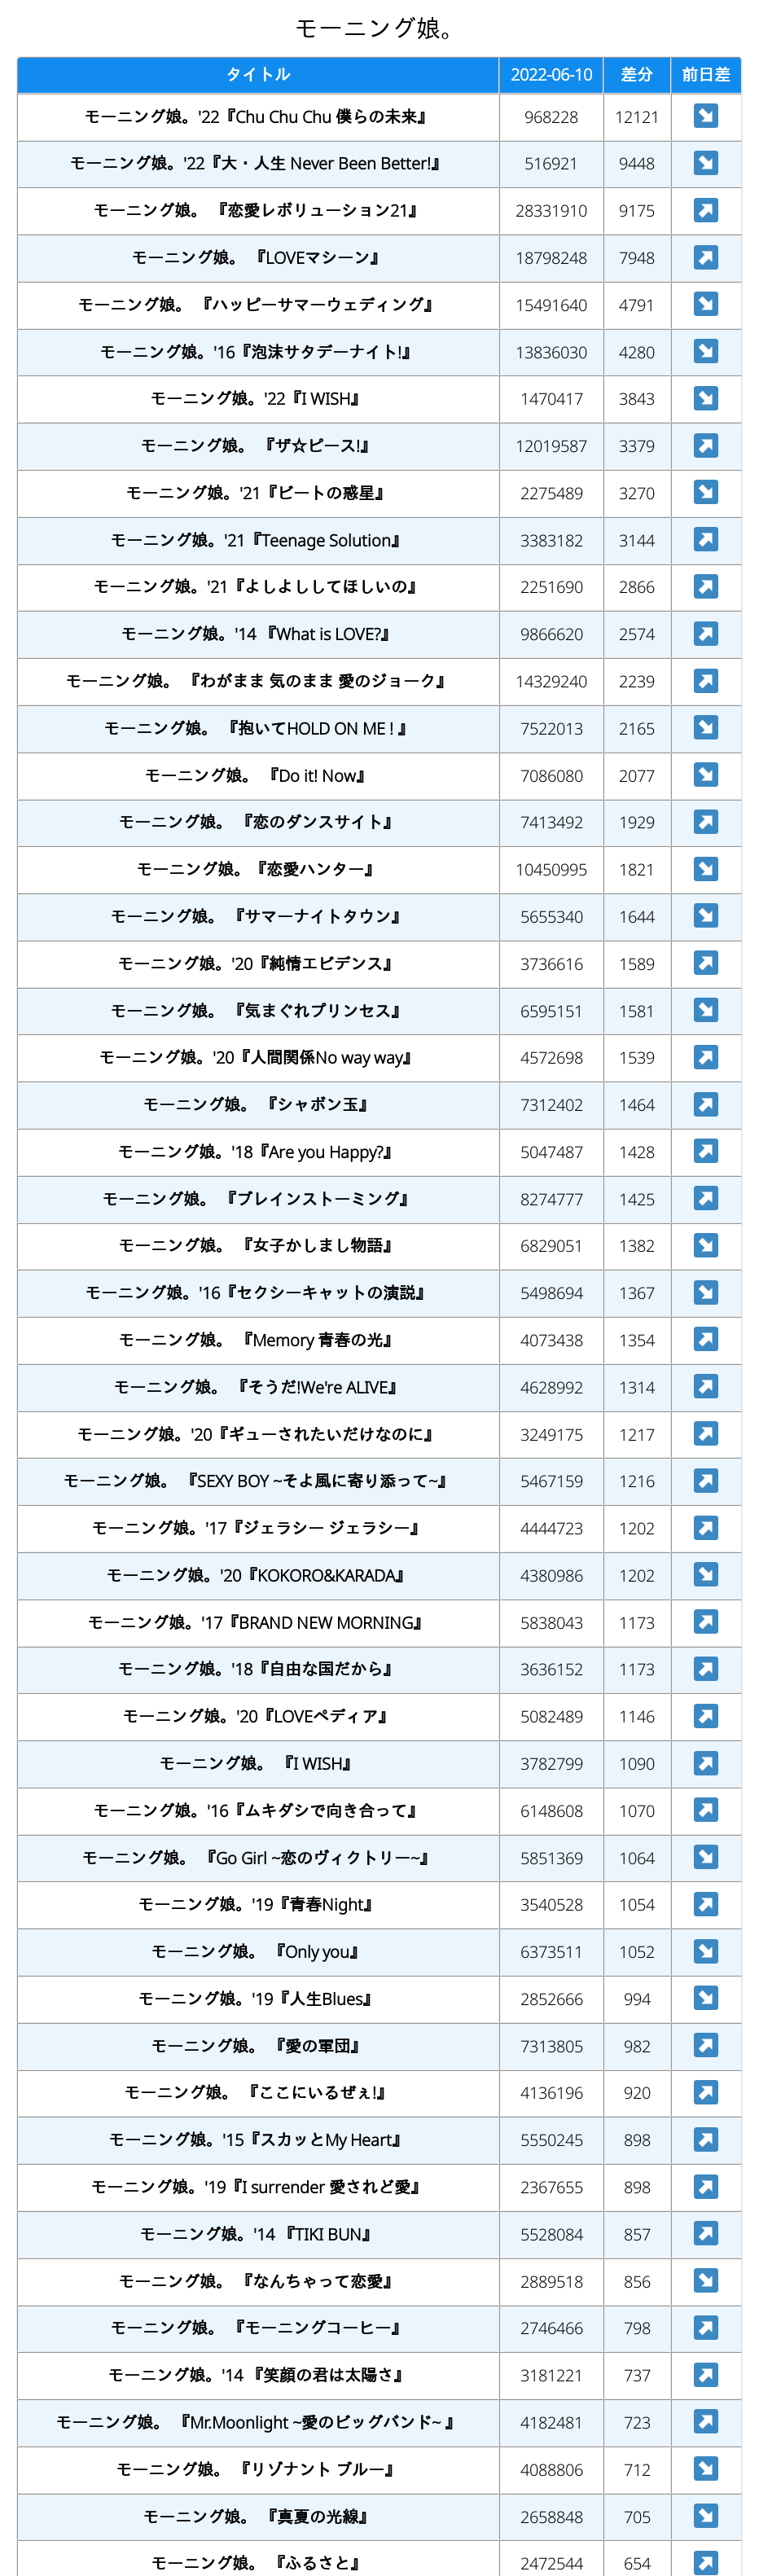 モーニング娘。
タイトル 2022-06-10 差分 前日差
モーニング娘。'22『Chu Chu Chu 僕らの未来』 968228 12121
モーニング娘。'22『大・人生 Never Been Better!』 516921 9448
モーニング娘。 『恋愛レボリューション21』 28331910 9175
モーニング娘。 『LOVEマシーン』 18798248 7948
モーニング娘。 『ハッピーサマーウェディング』 15491640 4791
モーニング娘。'16『泡沫サタデーナイト!』 13836030 4280
モーニング娘。'22『I WISH』 1470417 3843
モーニング娘。 『ザ☆ピース!』 12019587 3379
モーニング娘。'21『ビートの惑星』 2275489 3270
モーニング娘。'21『Teenage Solution』 3383182 3144
モーニング娘。'21『よしよししてほしいの』 2251690 2866
モーニング娘。'14 『What is LOVE?』 9866620 2574
モーニング娘。 『わがまま 気のまま 愛のジョーク』 14329240 2239
モーニング娘。 『抱いてHOLD ON ME ! 』 7522013 2165
モーニング娘。 『Do it! Now』 7086080 2077
モーニング娘。 『恋のダンスサイト』 7413492 1929
モーニング娘。『恋愛ハンター』 10450995 1821
モーニング娘。 『サマーナイトタウン』 5655340 1644
モーニング娘。'20『純情エビデンス』 3736616 1589
モーニング娘。 『気まぐれプリンセス』 6595151 1581
モーニング娘。'20『人間関係No way way』 4572698 1539
モーニング娘。 『シャボン玉』 7312402 1464
モーニング娘。'18『Are you Happy?』 5047487 1428
モーニング娘。 『ブレインストーミング』 8274777 1425
モーニング娘。 『女子かしまし物語』 6829051 1382
モーニング娘。'16『セクシーキャットの演説』 5498694 1367
モーニング娘。 『Memory 青春の光』 4073438 1354
モーニング娘。 『そうだ!We're ALIVE』 4628992 1314
モーニング娘。'20『ギューされたいだけなのに』 3249175 1217
モーニング娘。 『SEXY BOY ~そよ風に寄り添って~』 5467159 1216
モーニング娘。'17『ジェラシー ジェラシー』 4444723 1202
モーニング娘。'20『KOKORO&KARADA』 4380986 1202
モーニング娘。'17『BRAND NEW MORNING』 5838043 1173
モーニング娘。'18『自由な国だから』 3636152 1173
モーニング娘。'20『LOVEペディア』 5082489 1146
モーニング娘。 『I WISH』 3782799 1090
モーニング娘。'16『ムキダシで向き合って』 6148608 1070
モーニング娘。 『Go Girl ~恋のヴィクトリー~』 5851369 1064
モーニング娘。'19『青春Night』 3540528 1054
モーニング娘。 『Only you』 6373511 1052
モーニング娘。'19『人生Blues』 2852666 994
モーニング娘。 『愛の軍団』 7313805 982
モーニング娘。 『ここにいるぜぇ!』 4136196 920
モーニング娘。'15『スカッとMy Heart』 5550245 898
モーニング娘。'19『I surrender 愛されど愛』 2367655 898
モーニング娘。'14 『TIKI BUN』 5528084 857
モーニング娘。 『なんちゃって恋愛』 2889518 856
モーニング娘。 『モーニングコーヒー』 2746466 798
モーニング娘。'14 『笑顔の君は太陽さ』 3181221 737
モーニング娘。 『Mr.Moonlight ~愛のビッグバンド~ 』 4182481 723
モーニング娘。 『リゾナント ブルー』 4088806 712
モーニング娘。 『真夏の光線』 2658848 705
モーニング娘。 『ふるさと』 2472544 654